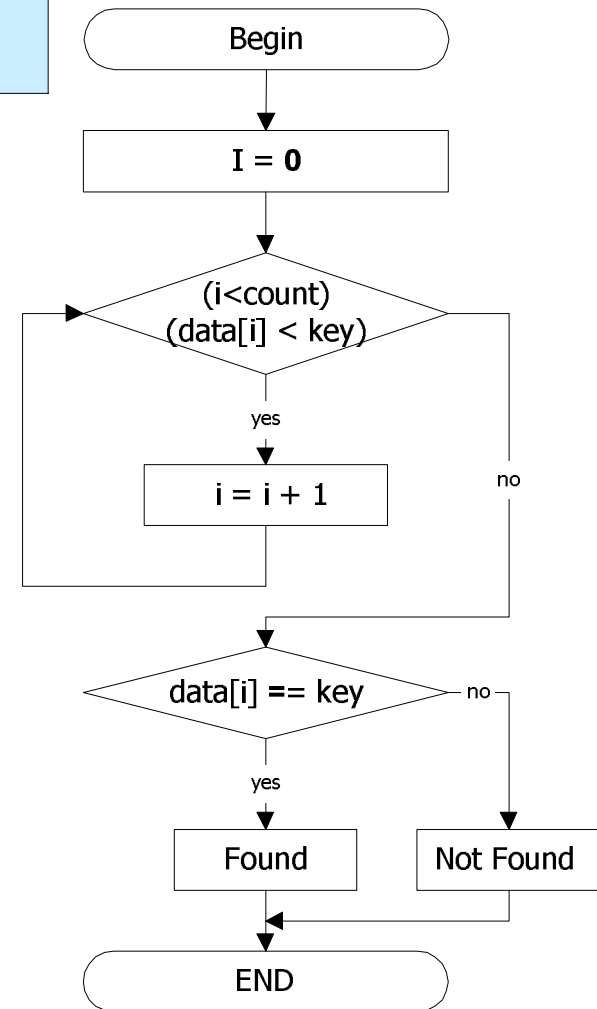 Begin
I = 0
(i<count)
(data[i] < key)
yes
i = i + 1
no
data[i] == key
no
yes
Found
Not Found
END